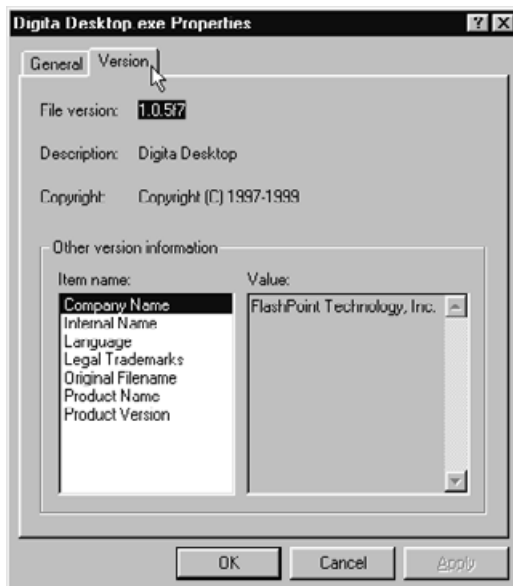 Digita Desktop.exe Properties
General Version
File version: 1.0.5f7
Description: Digita Desktop
Copyright: Copyright (C) 1997-1999
Other version information
Item name: Value:
Company Name FlashPoint Technology, Inc.
Internal Name
Language
Legal Trademarks
Original Filename
Product Name
Product Version
OK Cancel Apply